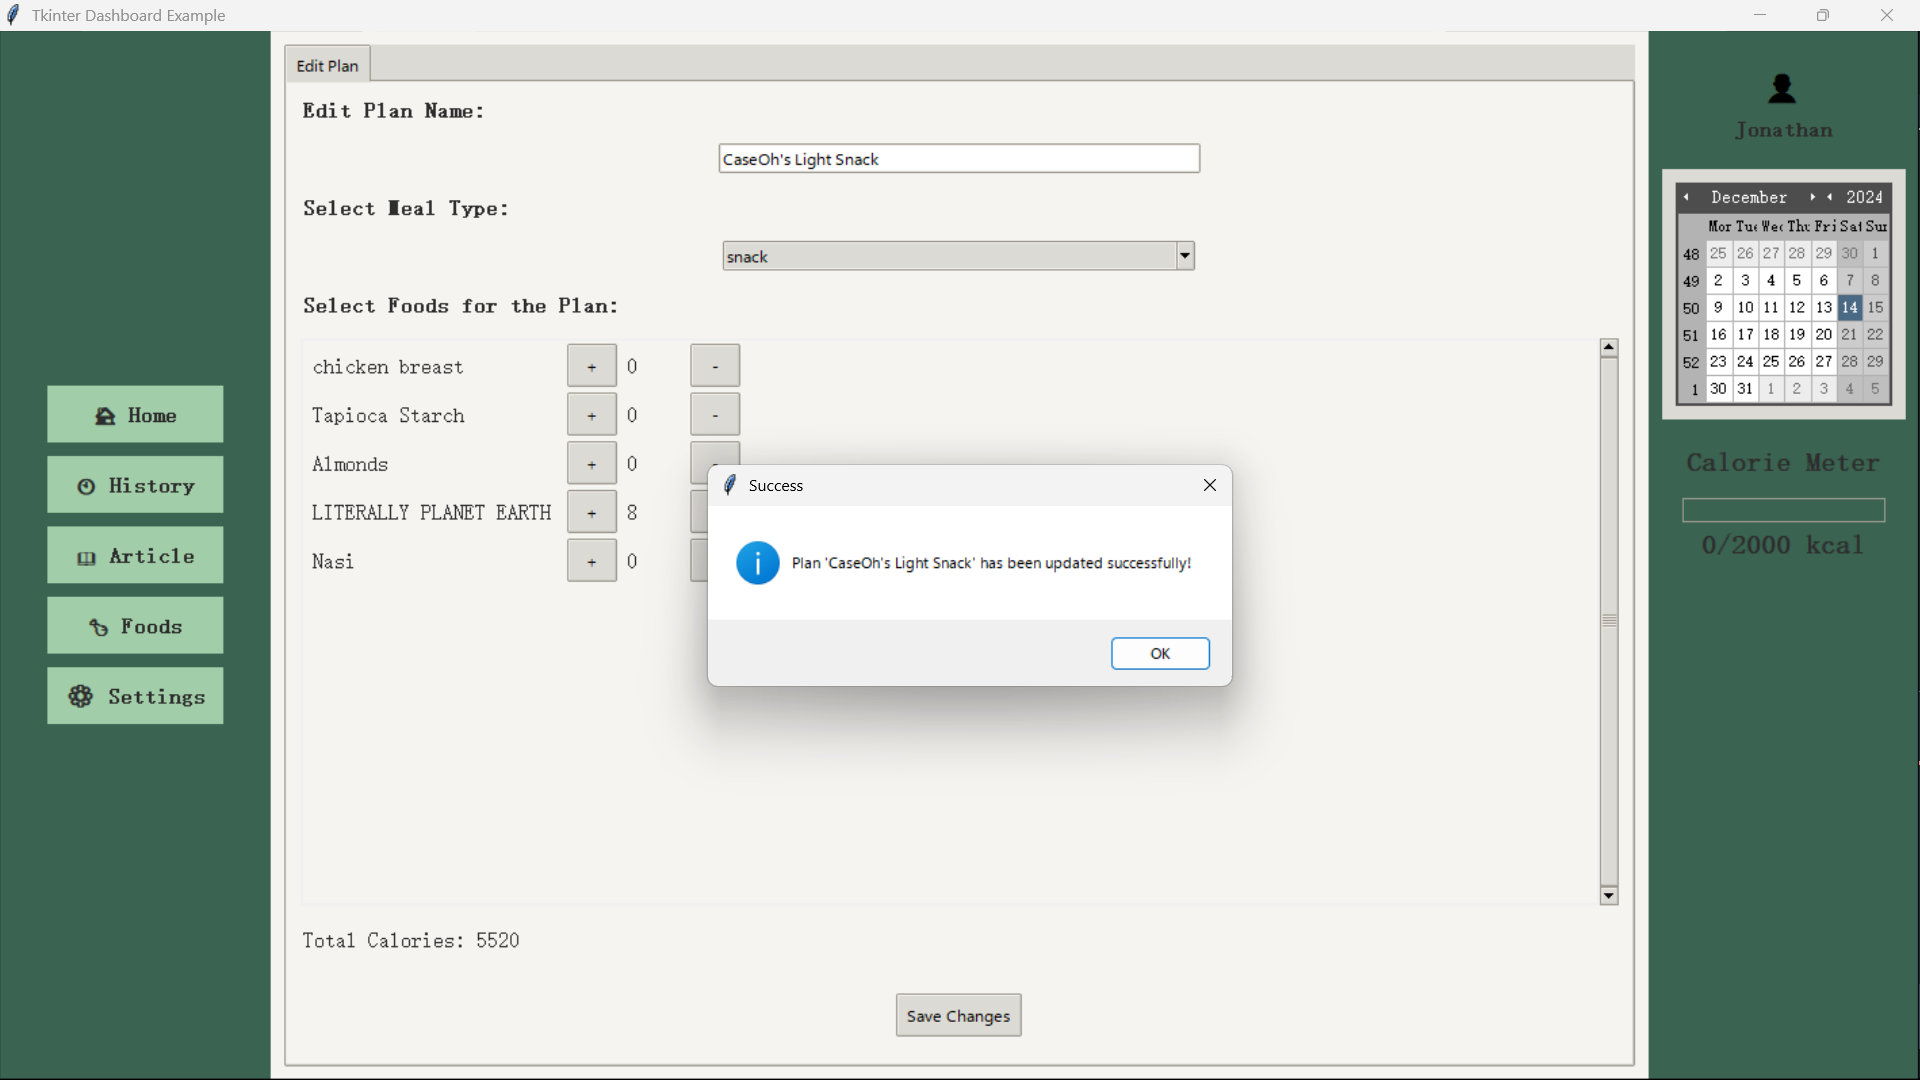 Tkinter Dashboard Example
Edit Plan
Edit Plan Name:
CaseOh's Light Snack
Select Meal Type:
snack
Select Foods for the Plan:
chicken breast + 0 -
Tapioca Starch + 0 -
Almonds + 0 -
LITERALLY PLANET EARTH + 8
Nasi + 0
Total Calories: 5520
Save Changes
Home
History
Article
Foods
Settings
Success
Plan 'CaseOh's Light Snack' has been updated successfully!
OK
Jonathan
December 2024
Mon Tue Wed Thu Fri Sat Sun
48 25 26 27 28 29 30 1
49 2 3 4 5 6 7 8
50 9 10 11 12 13 14 15
51 16 17 18 19 20 21 22
52 23 24 25 26 27 28 29
1 30 31 1 2 3 4 5
Calorie Meter
0/2000 kcal